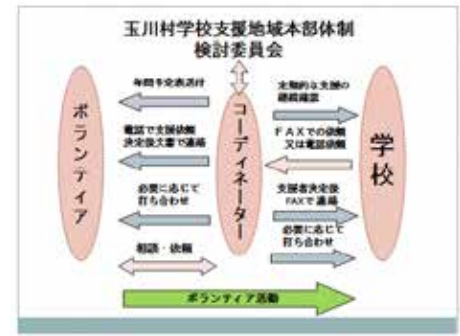 玉川村学校支援地域本部体制
検討委員会
ボランティア
年間予定表送付
電話で支援依頼
決定後文書で連絡
必要に応じて
打ち合わせ
相談・依頼
コーディネーター
定期的な支援の
継続確認
FAXでの依頼
又は電話依頼
支援者決定後
FAXで連絡
必要に応じて
打ち合わせ
学校
ボランティア活動